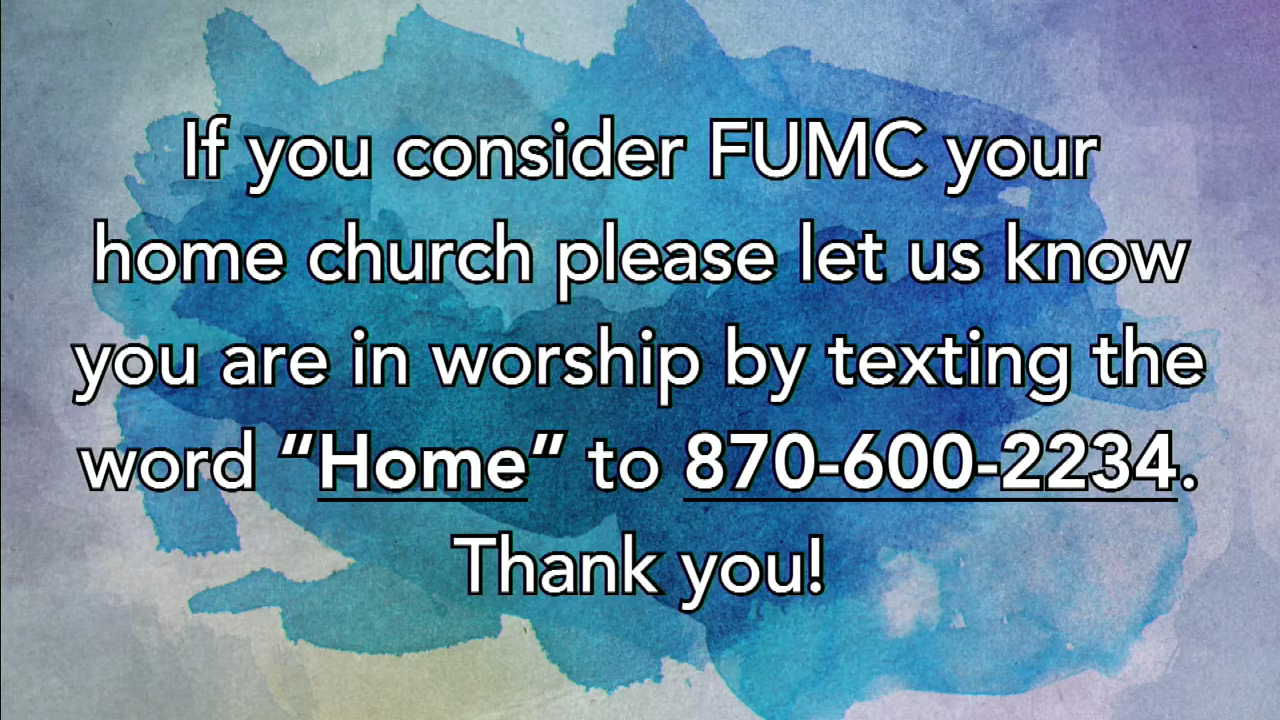 If you consider FUMC your
home church please let us know
you are in worship by texting the
word “Home” to 870-600-2234.
Thank you!